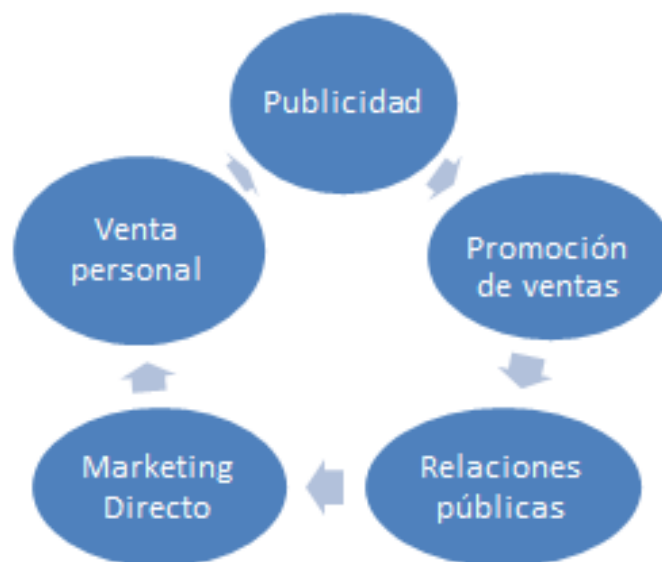 Publicidad
Promoción
de ventas
Relaciones
públicas
Marketing
Directo
Venta
personal